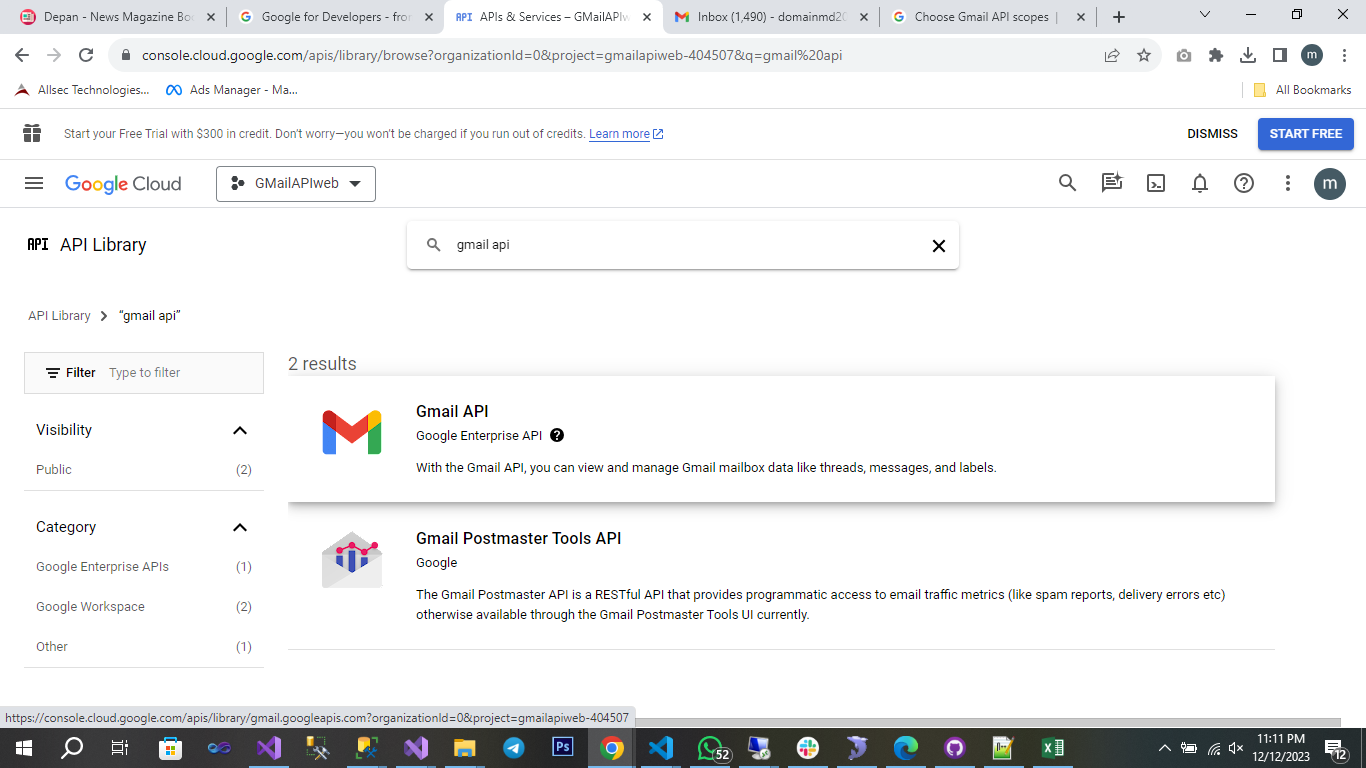 Depan - News Magazine Boo
Google for Developers - fron
API APIs & Services – GMailAPIw
Inbox (1,490) - domainmd20
Choose Gmail API scopes |
console.cloud.google.com/apis/library/browse?organizationId=0&project=gmailapiweb-404507&q=gmail%20api
m
Allsec Technologies...
Ads Manager - Ma...
All Bookmarks
Start your Free Trial with $300 in credit. Don't worry—you won't be charged if you run out of credits. Learn more
DISMISS
START FREE
Google Cloud
GMailAPIweb
m
API API Library
gmail api
API Library > “gmail api”
Filter Type to filter
2 results
Visibility
Public (2)
Category
Google Enterprise APIs (1)
Google Workspace (2)
Other (1)
Gmail API
Google Enterprise API
With the Gmail API, you can view and manage Gmail mailbox data like threads, messages, and labels.
Gmail Postmaster Tools API
Google
The Gmail Postmaster API is a RESTful API that provides programmatic access to email traffic metrics (like spam reports, delivery errors etc)
otherwise available through the Gmail Postmaster Tools UI currently.
https://console.cloud.google.com/apis/library/gmail.googleapis.com?organizationId=0&project=gmailapiweb-404507
Ps
52
11:11 PM
12/12/2023
12